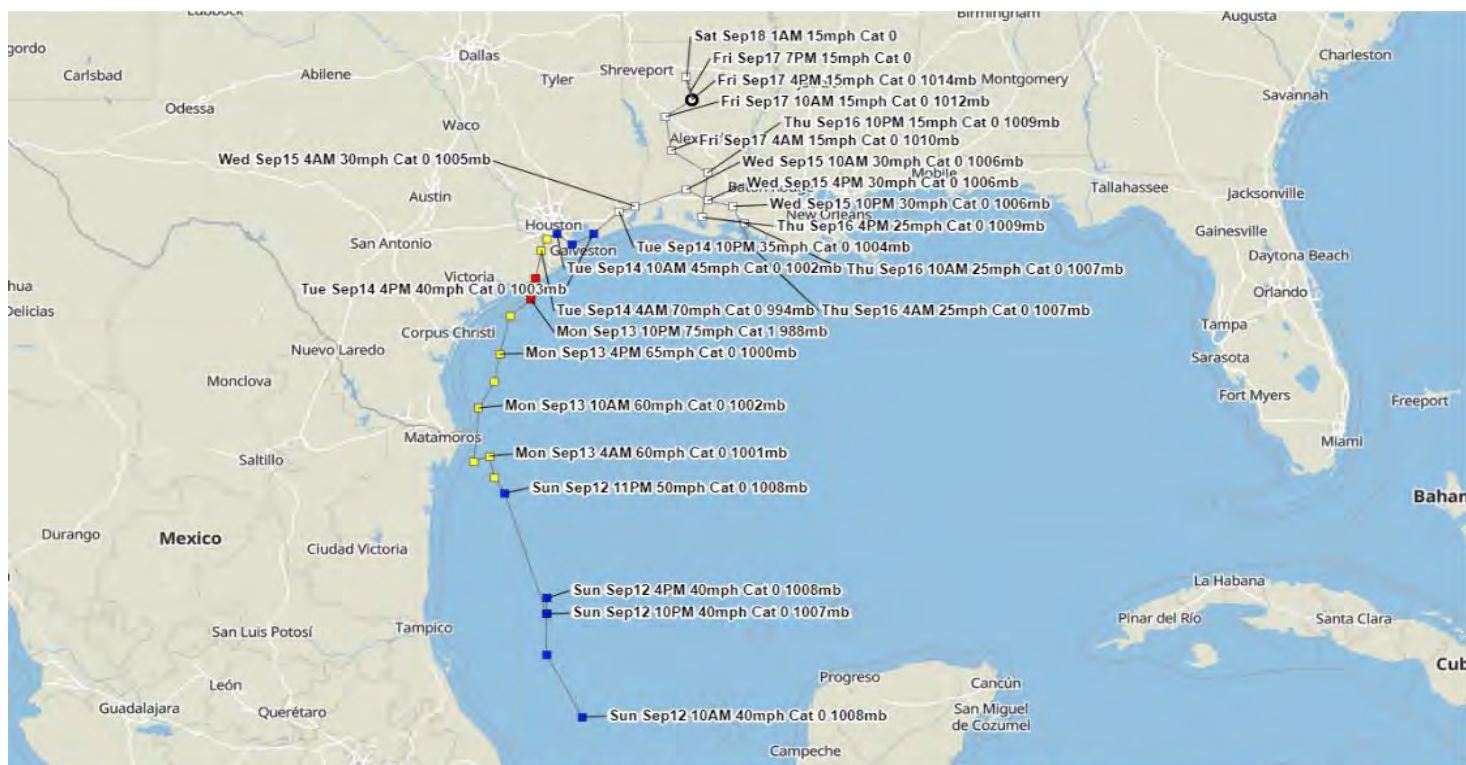 Lubbock
Birmingham
Augusta
gordo
Carlsbad
Abilene
Dallas
Tyler
Shreveport
Sat Sep18 1AM 15mph Cat 0
Fri Sep17 7PM 15mph Cat 0
Fri Sep17 4PM 15mph Cat 0 1014mb
Montgomery
Charleston
Odessa
Fri Sep17 10AM 15mph Cat 0 1012mb
Savannah
Waco
Thu Sep16 10PM 15mph Cat 0 1009mb
Alex
Fri Sep17 4AM 15mph Cat 0 1010mb
Wed Sep15 4AM 30mph Cat 0 1005mb
Wed Sep15 10AM 30mph Cat 0 1006mb
Mobile
Wed Sep15 4PM 30mph Cat 0 1006mb
Tallahassee
Jacksonville
Austin
Wed Sep15 10PM 30mph Cat 0 1006mb
New Orleans
Houston
Thu Sep16 4PM 25mph Cat 0 1009mb
Gainesville
San Antonio
Galveston
Tue Sep14 10PM 35mph Cat 0 1004mb
Daytona Beach
Victoria
Tue Sep14 10AM 45mph Cat 0 1002mb
Thu Sep16 10AM 25mph Cat 0 1007mb
Tue Sep14 4PM 40mph Cat 0 1003mb
hua
Delicias
Orlando
Tue Sep14 4AM 70mph Cat 0 994mb
Thu Sep16 4AM 25mph Cat 0 1007mb
Corpus Christi
Mon Sep13 10PM 75mph Cat 1 988mb
Tampa
Nuevo Laredo
Mon Sep13 4PM 65mph Cat 0 1000mb
Sarasota
Monclova
Fort Myers
Freeport
Mon Sep13 10AM 60mph Cat 0 1002mb
Matamoros
Miami
Saltillo
Mon Sep13 4AM 60mph Cat 0 1001mb
Sun Sep12 11PM 50mph Cat 0 1008mb
Baham
Durango
Mexico
Ciudad Victoria
La Habana
Sun Sep12 4PM 40mph Cat 0 1008mb
Sun Sep12 10PM 40mph Cat 0 1007mb
Pinar del Río
Santa Clara
San Luis Potosí
Tampico
Cub
León
Progreso
Cancún
Guadalajara
Querétaro
Sun Sep12 10AM 40mph Cat 0 1008mb
San Miguel
de Cozumel
Campeche